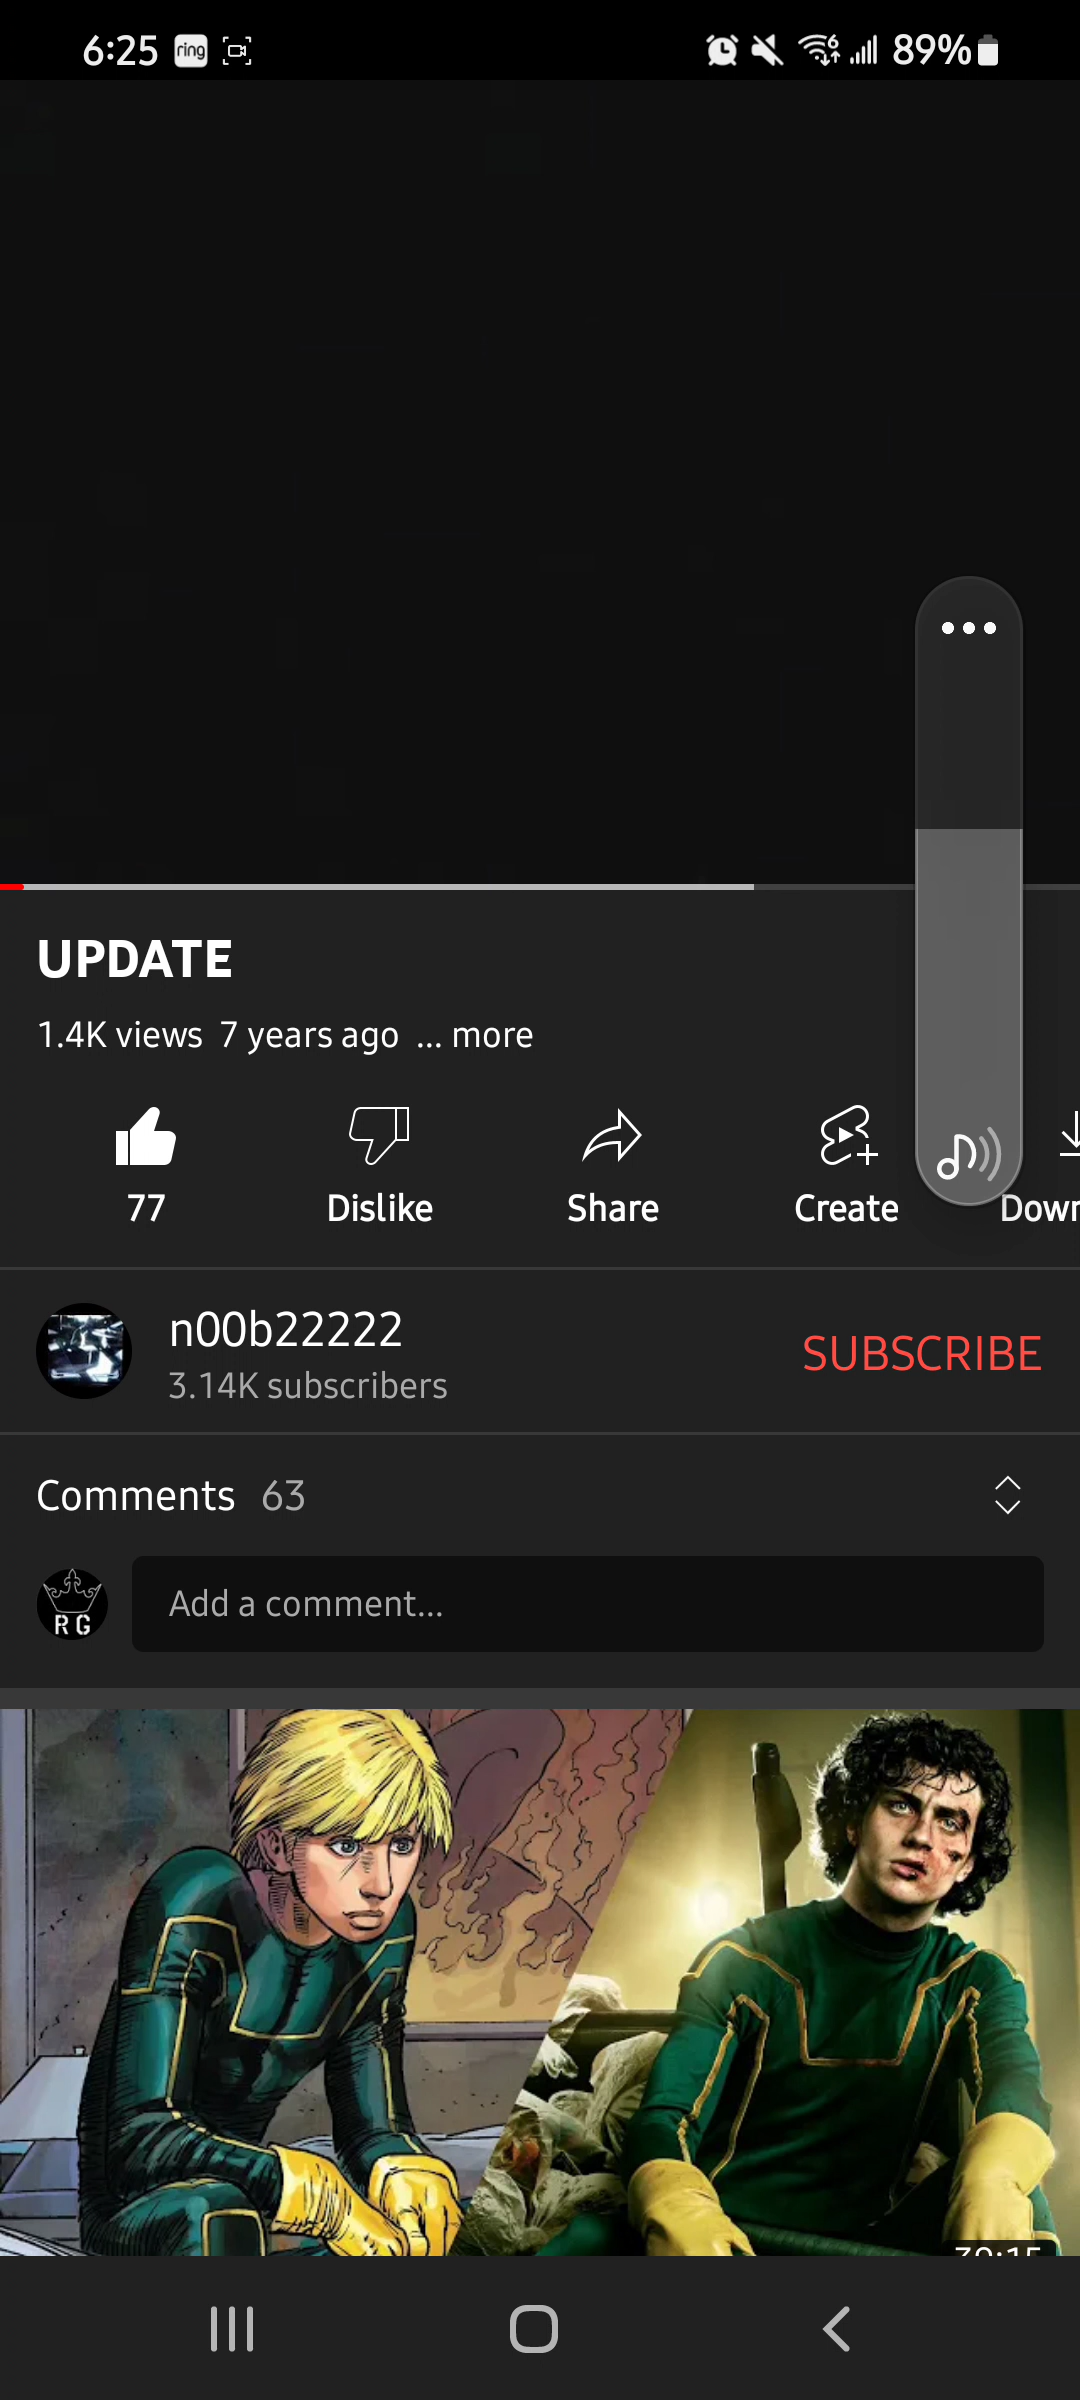 6:25 ring 89%
UPDATE
1.4K views 7 years ago ... more
77 Dislike Share Create Down
n00b22222
3.14K subscribers
SUBSCRIBE
Comments 63
RG
Add a comment...